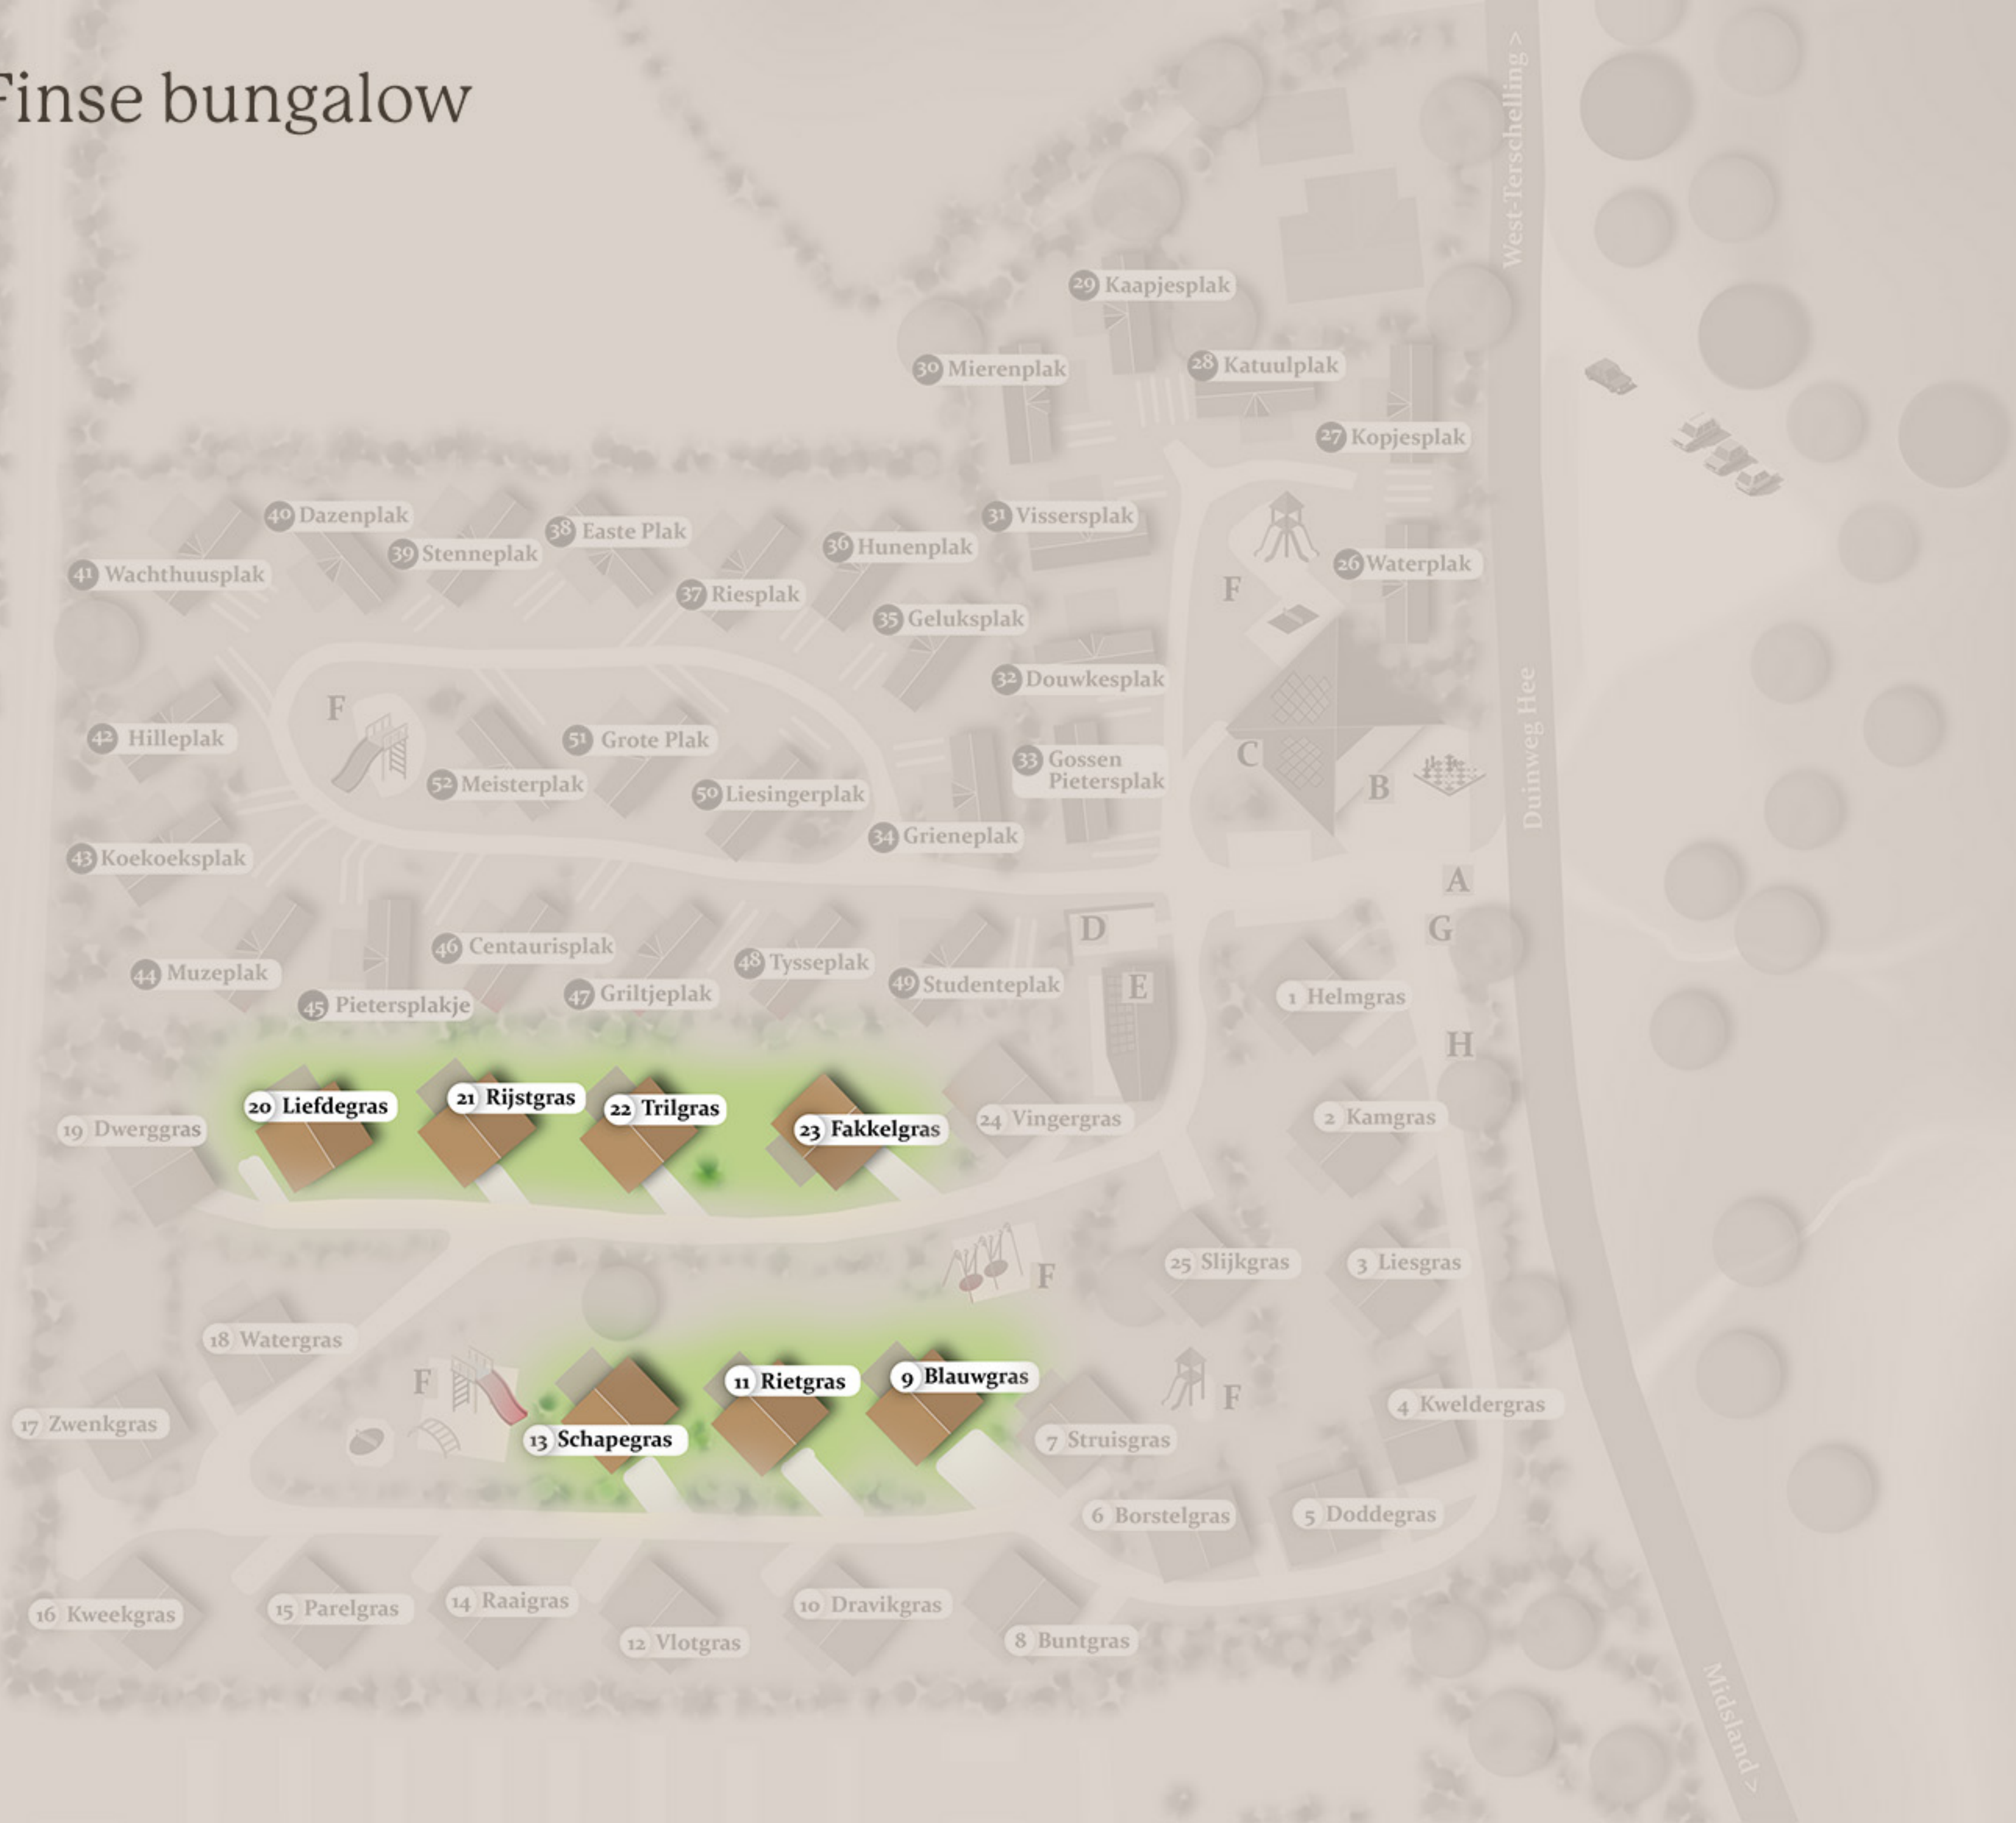 Finse bungalow
West-Terschelling >
29 Kaapjesplak
30 Mierenplak
28 Katuulplak
27 Kopjesplak
40 Dazenplak
31 Vissersplak
38 Easte Plak
39 Stenneplak
36 Hunenplak
26 Waterplak
41 Wachthuusplak
F
37 Riesplak
35 Geluksplak
32 Douwkesplak
Duinweg Hee
F
42 Hilleplak
51 Grote Plak
33 Gossen
Pietersplak
C
B
52 Meisterplak
50 Liesingerplak
34 Grieneplak
43 Koekoeksplak
A
D
G
46 Centaurisplak
48 Tysseplak
44 Muzeplak
49 Studenteplak
E
47 Griltjeplak
1 Helmgras
45 Pietersplakje
H
21 Rijstgras
20 Liefdegras
22 Trilgras
19 Dwerggras
23 Fakkelgras
24 Vingergras
2 Kamgras
F
25 Slijkgras
3 Liesgras
18 Watergras
F
11 Rietgras
9 Blauwgras
F
4 Kweldergras
17 Zwenkgras
13 Schapegras
7 Struisgras
6 Borstelgras
5 Doddegras
16 Kweekgras
15 Parelgras
14 Raaigras
10 Dravikgras
12 Vlotgras
8 Buntgras
Midsland >